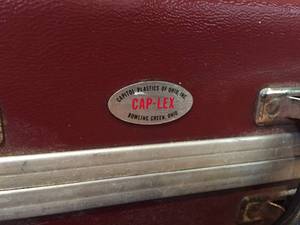 CAPITOL PLASTICS OF OHIO, INC.
CAP-LEX
BOWLING GREEN, OHIO